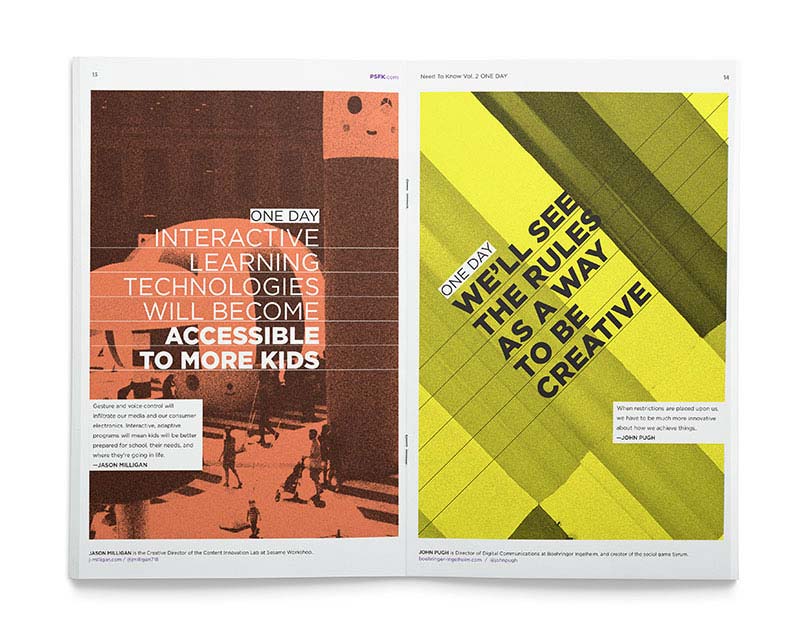 13
PSFK.com
ONE DAY
INTERACTIVE
LEARNING
TECHNOLOGIES
WILL BECOME
ACCESSIBLE
TO MORE KIDS
Gesture and voice control will
infiltrate our media and our consumer
electronics. Interactive, adaptive
programs will mean kids will be better
prepared for school, their needs, and
where they're going in life.
—JASON MILLIGAN
JASON MILLIGAN is the Creative Director of the Content Innovation Lab at Sesame Workshop.
j-milligan.com / @jmilligan718
Need To Know Vol. 2 ONE DAY
14
ONE DAY
WE'LL SEE
THE RULES
AS A WAY
TO BE
CREATIVE
When restrictions are placed upon us,
we have to be much more innovative
about how we achieve things.
—JOHN PUGH
JOHN PUGH is Director of Digital Communications at Boehringer Ingelheim, and creator of the social game Syrum.
boehringer-ingelheim.com / @johnpugh